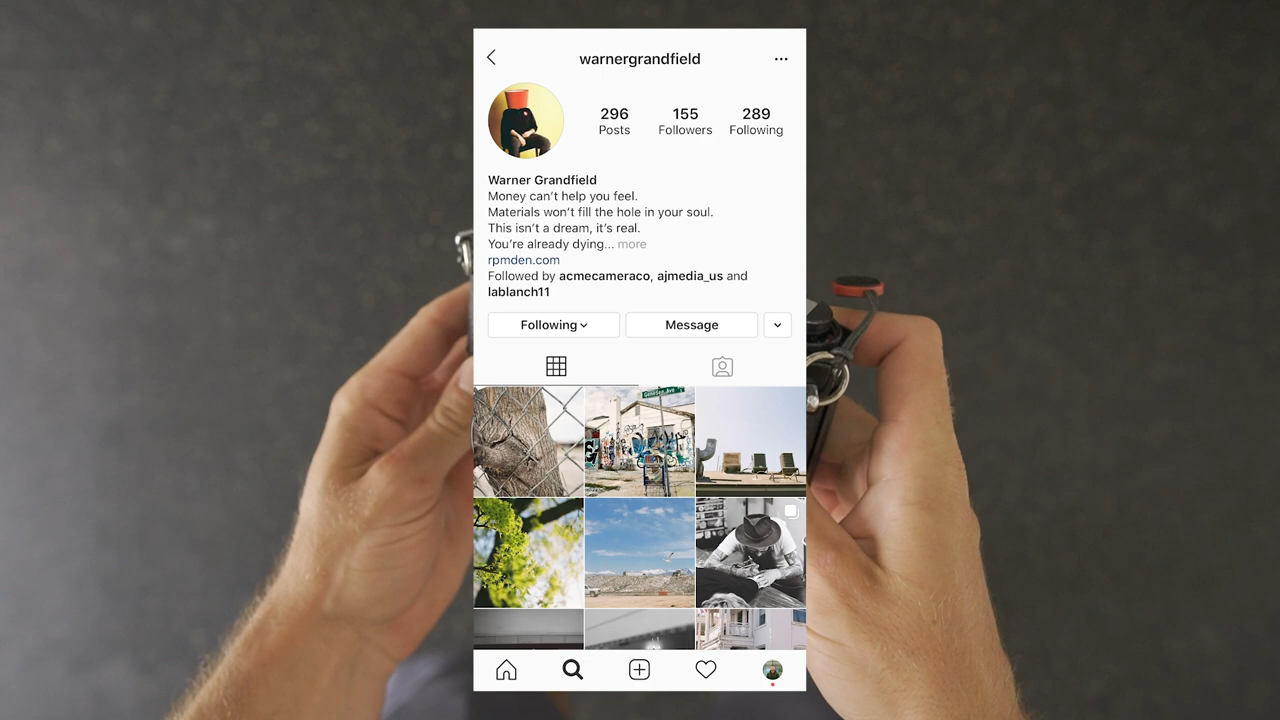 warnergrandfield
...
296 155 289
Posts Followers Following
Warner Grandfield
Money can't help you feel.
Materials won't fill the hole in your soul.
This isn't a dream, it's real.
You're already dying... more
rpmden.com
Followed by acmecameraco, ajmedia_us and
lablanch11
Following Message
Genesee Ave